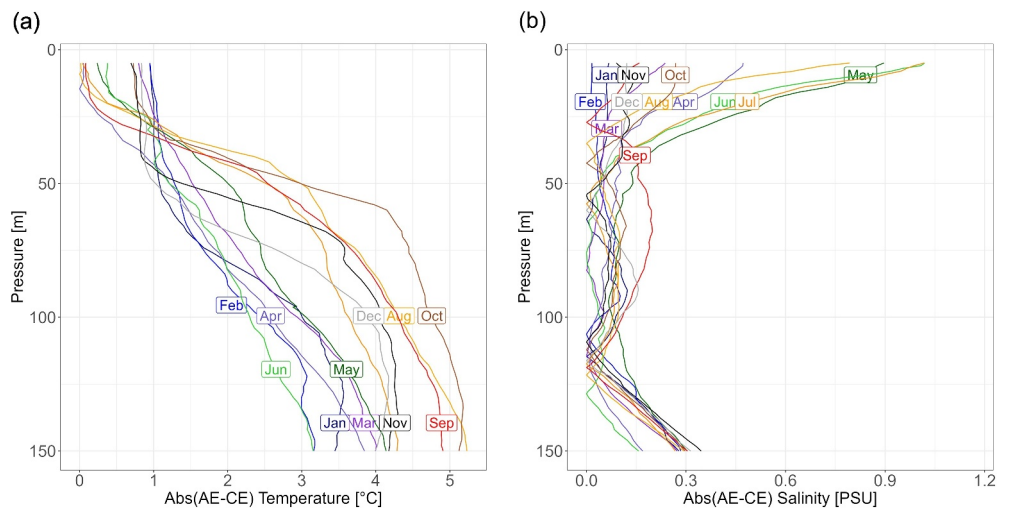 (a)
(b)
0
50
100
150
Pressure [m]
Feb
Apr
Dec
Aug
Oct
Jun
May
Jan
Mar
Nov
Sep
0
1
2
3
4
5
Abs(AE-CE) Temperature [°C]
0
50
100
150
Pressure [m]
Jan
Nov
Oct
May
Feb
Dec
Aug
Apr
Jun
Jul
Mar
Sep
0.0
0.3
0.6
0.9
1.2
Abs(AE-CE) Salinity [PSU]